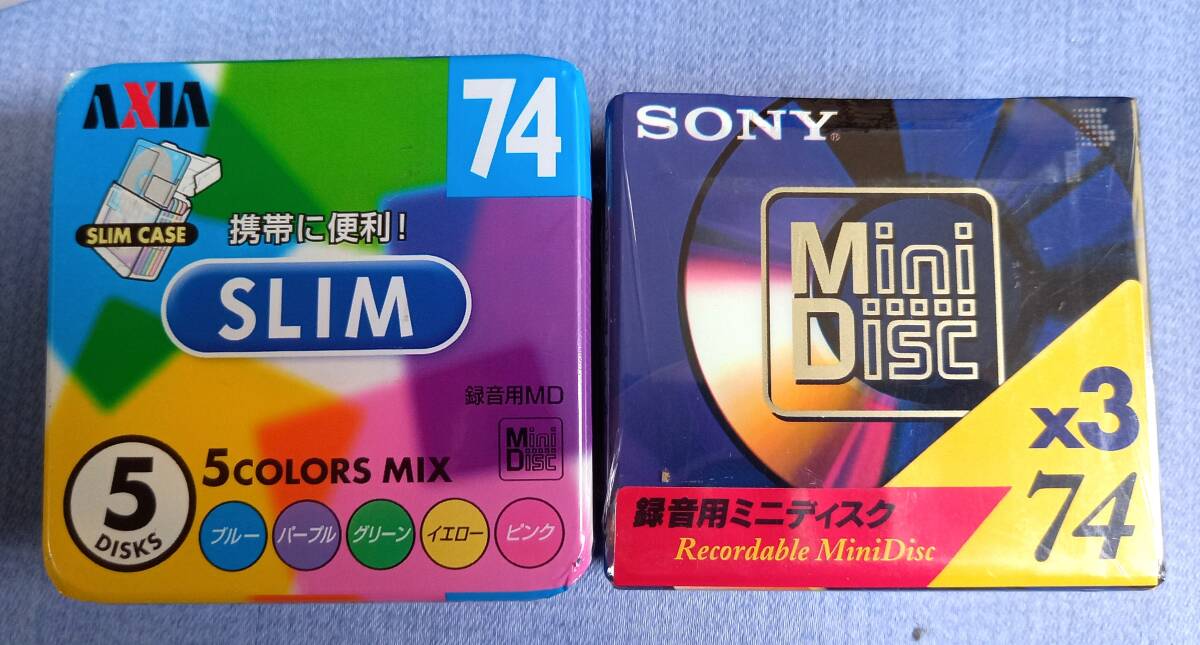 AXIA
74
SLIM CASE
携帯に便利!
SLIM
録音用MD
Mini
Disc
5
DISKS
5COLORS MIX
ブルー
パープル
グリーン
イエロー
ピンク
SONY®
Mini
Disc
x3
74
録音用ミニディスク
Recordable MiniDisc